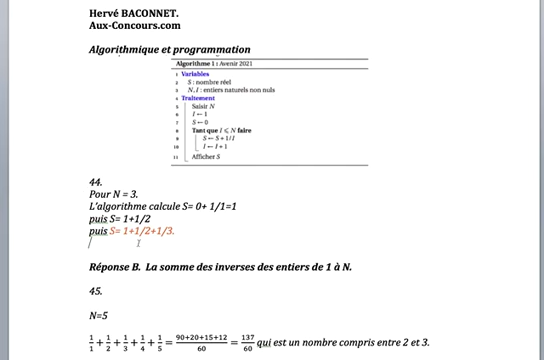 Hervé BACONNET.
Aux-Concours.com
Algorithmique et programmation
Algorithme 1 : Avenir 2021
1 Variables
2 S : nombre réel
3 N, I : entiers naturels non nuls
4 Traitement
5 Saisir N
6 I ← 1
7 S ← 0
8 Tant que I ⩽ N faire
9 S ← S + 1/I
10 I ← I + 1
11 Afficher S
44.
Pour N = 3.
L'algorithme calcule S= 0+ 1/1=1
puis S= 1+1/2
puis S= 1+1/2+1/3.
Réponse B. La somme des inverses des entiers de 1 à N.
45.
N=5
1/1 + 1/2 + 1/3 + 1/4 + 1/5 = 90+20+15+12/60 = 137/60 qui est un nombre compris entre 2 et 3.